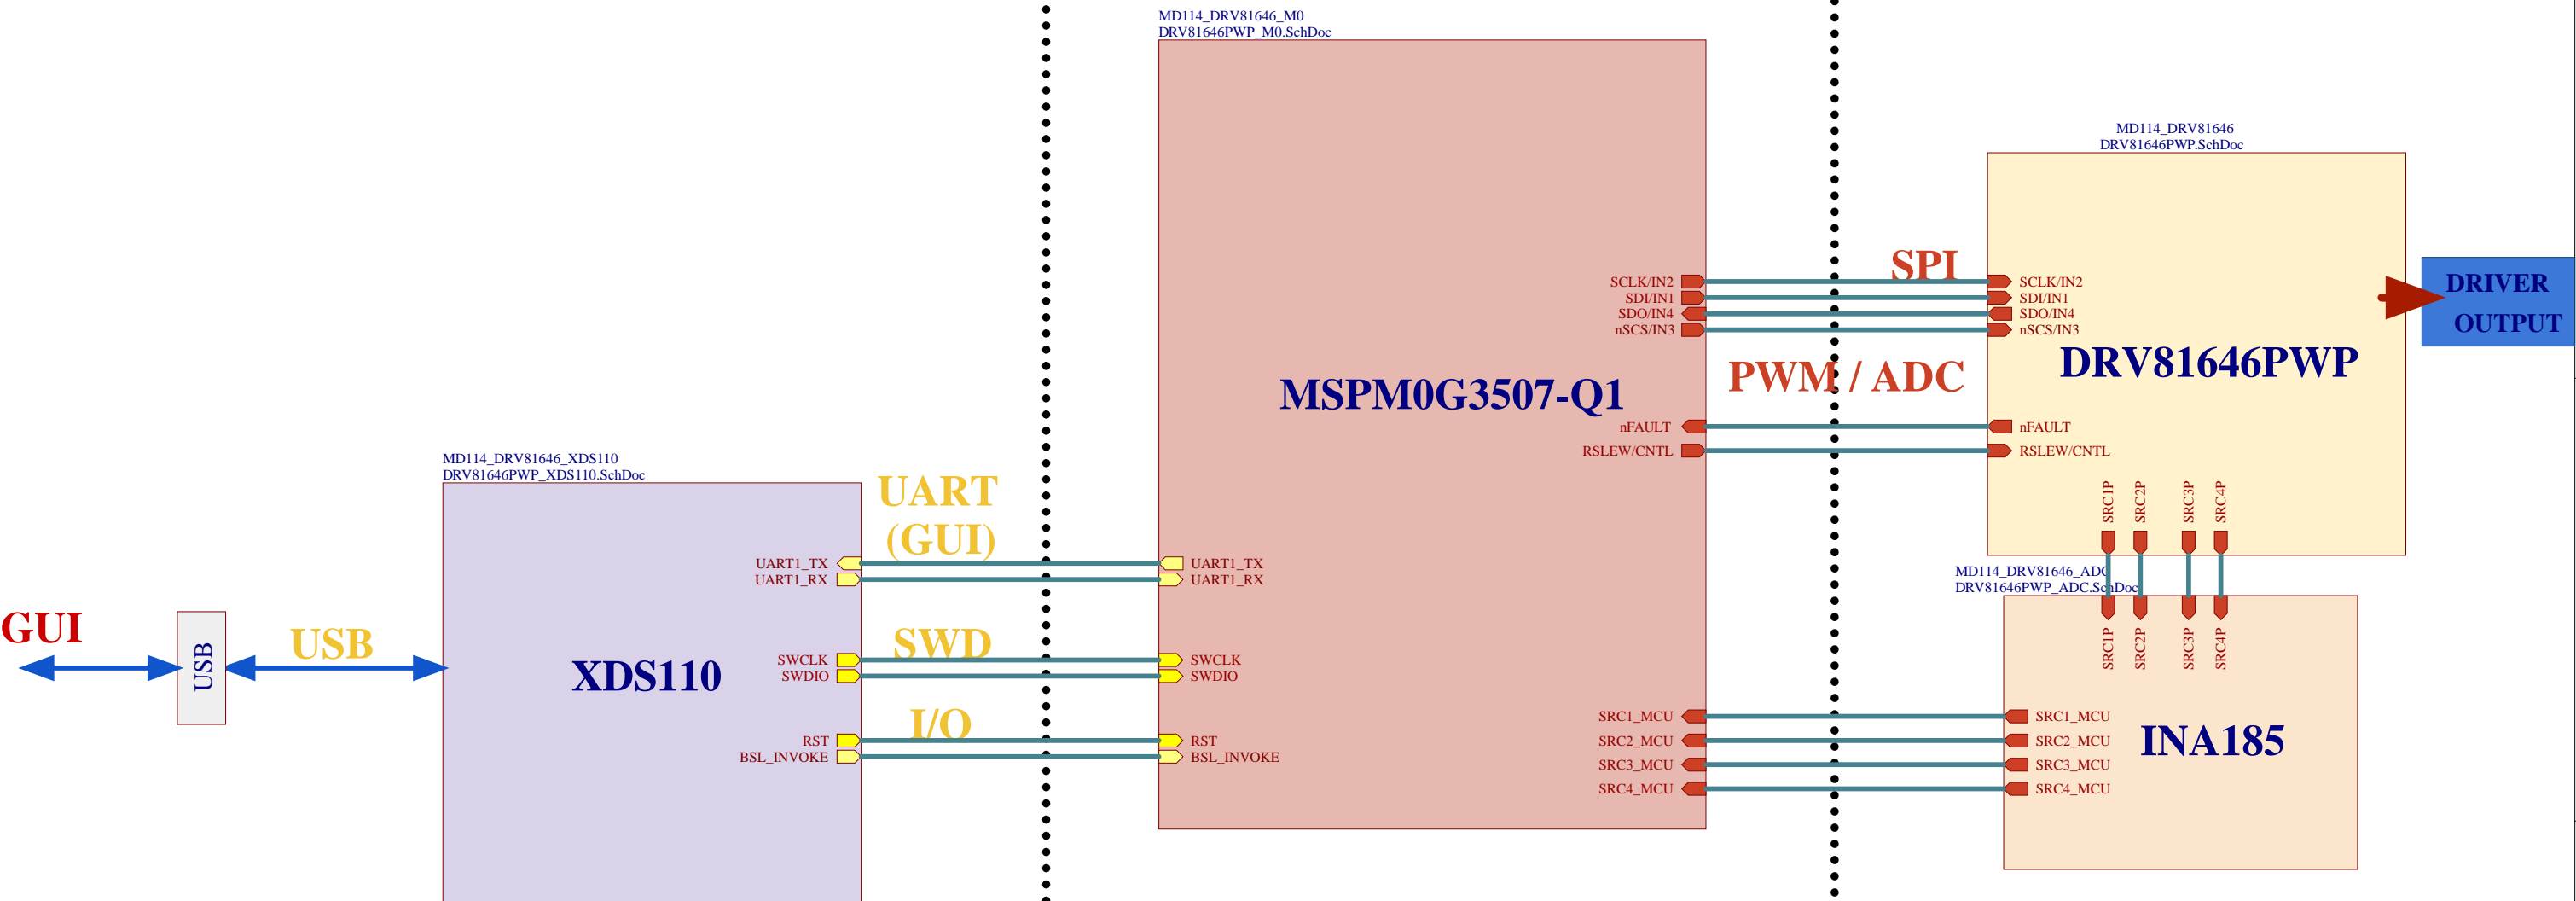 MD114_DRV81646_M0
DRV81646PWP_M0.SchDoc
MD114_DRV81646
DRV81646PWP.SchDoc
SPI
SCLK/IN2
SDI/IN1
SDO/IN4
nSCS/IN3
SCLK/IN2
SDI/IN1
SDO/IN4
nSCS/IN3
DRIVER
OUTPUT
DRV81646PWP
PWM / ADC
MSPM0G3507-Q1
nFAULT
RSLEW/CNTL
nFAULT
RSLEW/CNTL
SRC1P
SRC2P
SRC3P
SRC4P
MD114_DRV81646_XDS110
DRV81646PWP_XDS110.SchDoc
UART
(GUI)
UART1_TX
UART1_RX
UART1_TX
UART1_RX
MD114_DRV81646_ADC
DRV81646PWP_ADC.SchDoc
SRC1P
SRC2P
SRC3P
SRC4P
GUI
USB
USB
XDS110
SWD
SWCLK
SWDIO
SWCLK
SWDIO
I/O
RST
BSL_INVOKE
RST
BSL_INVOKE
SRC1_MCU
SRC2_MCU
SRC3_MCU
SRC4_MCU
SRC1_MCU
SRC2_MCU
SRC3_MCU
SRC4_MCU
INA185